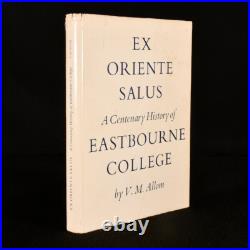 EX
ORIENTE
SALUS
A Centenary History of
EASTBOURNE
COLLEGE
by V. M. Allom